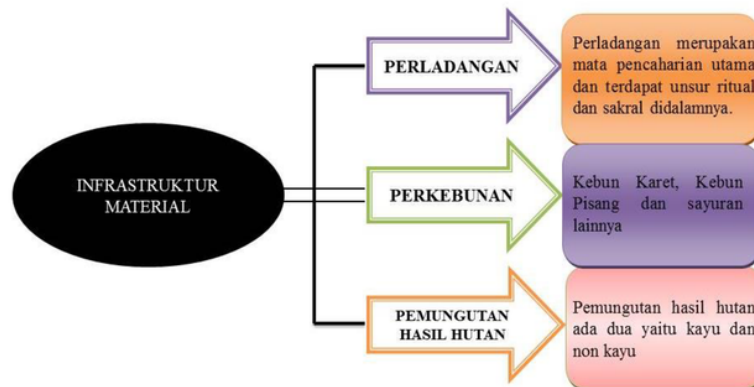 INFRASTRUKTUR
MATERIAL
PERLADANGAN
Perladangan merupakan
mata pencaharian utama
dan terdapat unsur ritual
dan sakral didalamnya.
PERKEBUNAN
Kebun Karet, Kebun
Pisang dan sayuran
lainnya
PEMUNGUTAN
HASIL HUTAN
Pemungutan hasil hutan
ada dua yaitu kayu dan
non kayu